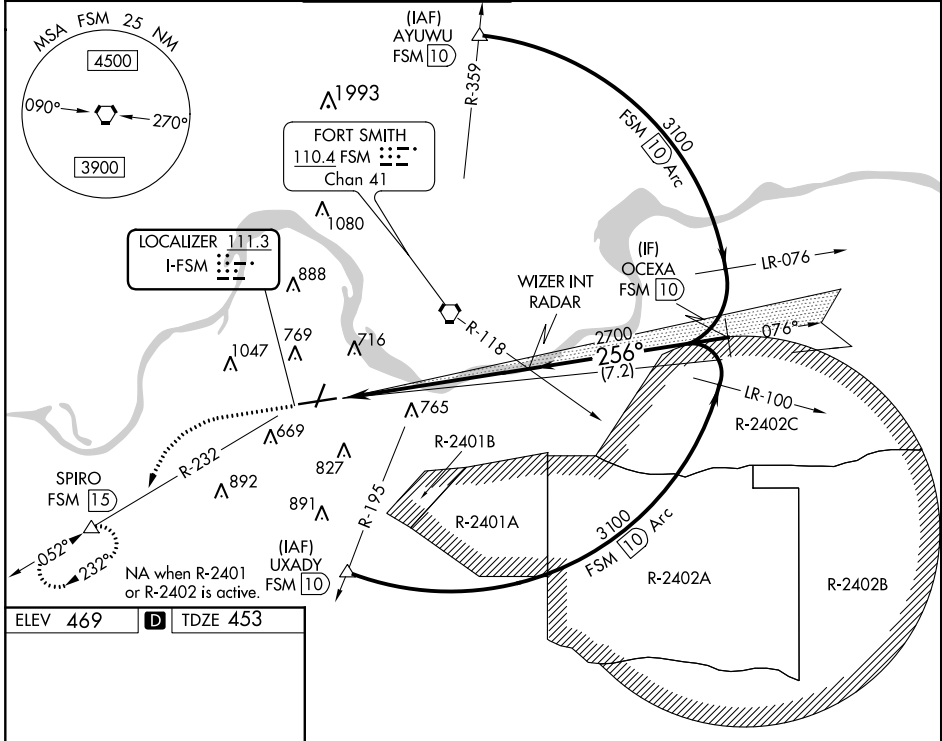 MSA FSM 25 NM
4500
090°
270°
3900
(IAF)
AYUWU
FSM 10
R-359
1993
FORT SMITH
110.4 FSM
Chan 41
3100
FSM 10 Arc
1080
LOCALIZER 111.3
I-FSM
888
(IF)
OCEXA
FSM 10
LR-076
WIZER INT
RADAR
R-118
2700
256°
(7.2)
076°
769
716
1047
LR-100
765
R-2402C
669
R-232
R-2401B
827
892
SPIRO
FSM 15
R-195
891
R-2401A
052°
232°
3100
FSM 10 Arc
(IAF)
UXADY
FSM 10
R-2402A
R-2402B
NA when R-2401
or R-2402 is active.
ELEV 469 D TDZE 453